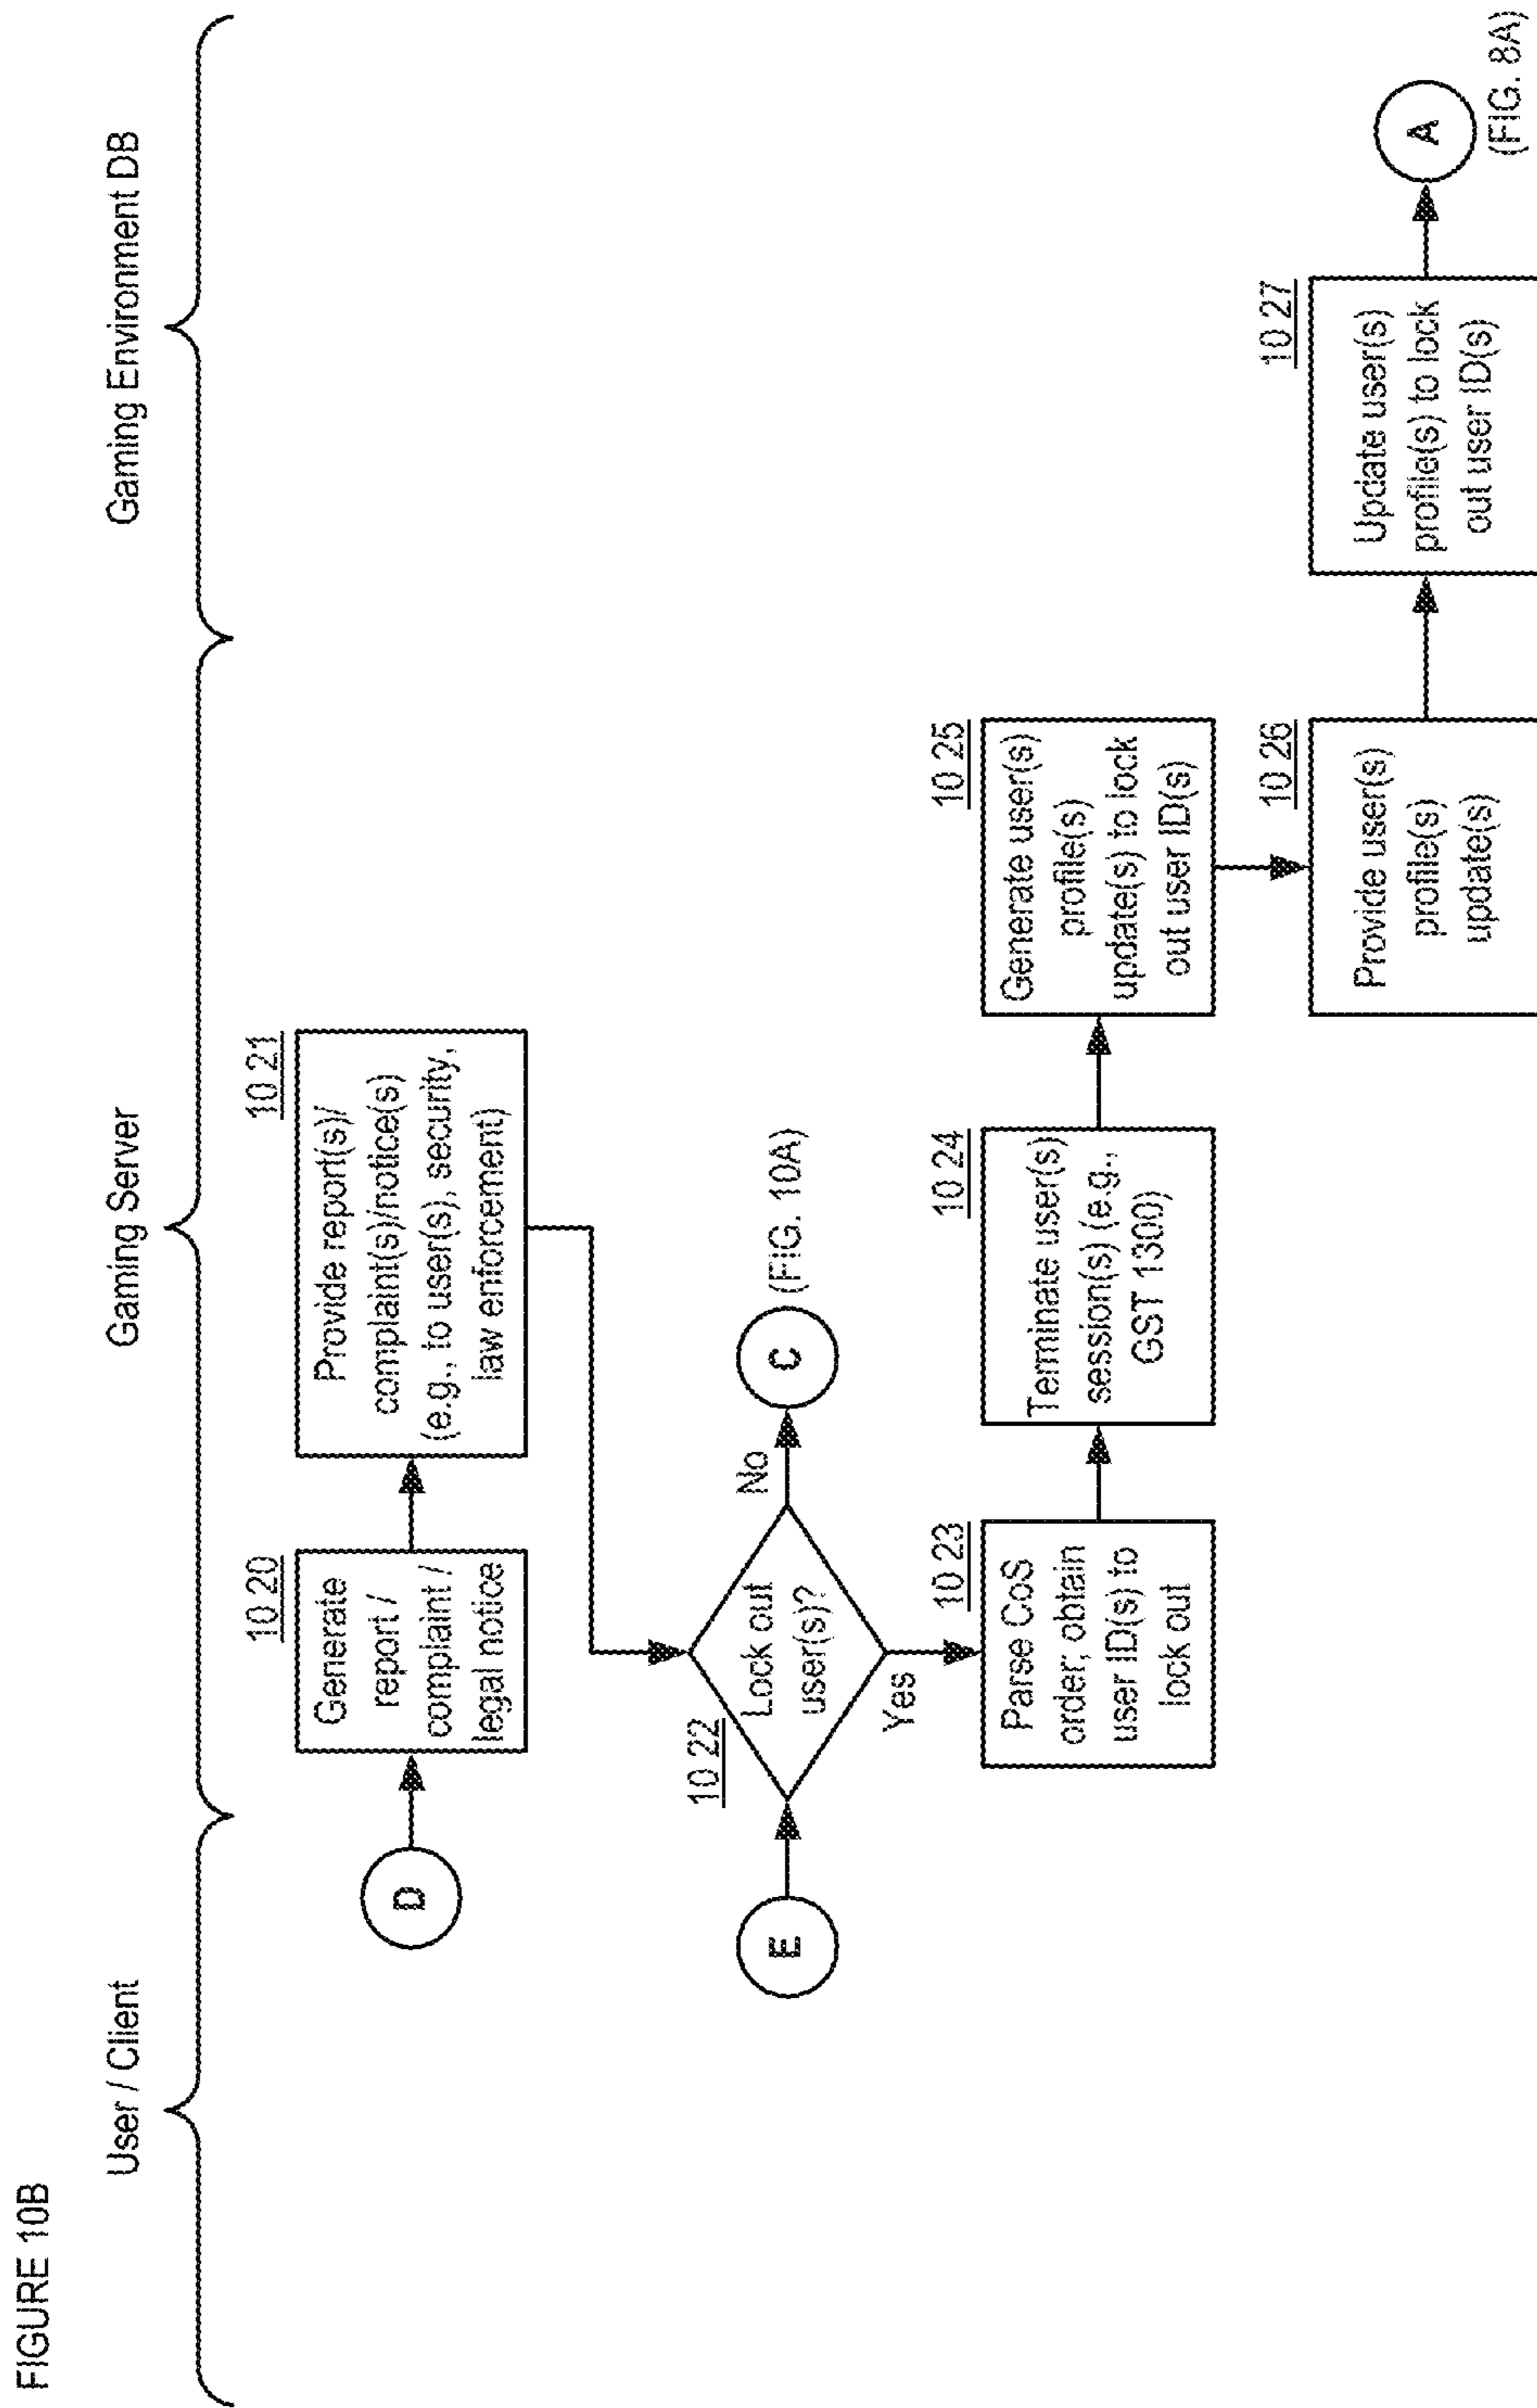 FIGURE 10B
User / Client
Gaming Server
Gaming Environment DB
D
10 20
Generate
report /
complaint /
legal notice
10 21
Provide report(s)/
complaint(s)/notice(s)
(e.g., to user(s), security,
law enforcement)
E
10 22
Lock out
user(s)?
No
C
(FIG. 10A)
Yes
10 23
Parse CoS
order, obtain
user ID(s) to
lock out
10 24
Terminate user(s)
session(s) (e.g.,
GST 1300)
10 25
Generate user(s)
profile(s)
update(s) to lock
out user ID(s)
10 26
Provide user(s)
profile(s)
update(s)
10 27
Update user(s)
profile(s) to lock
out user ID(s)
A
(FIG. 8A)